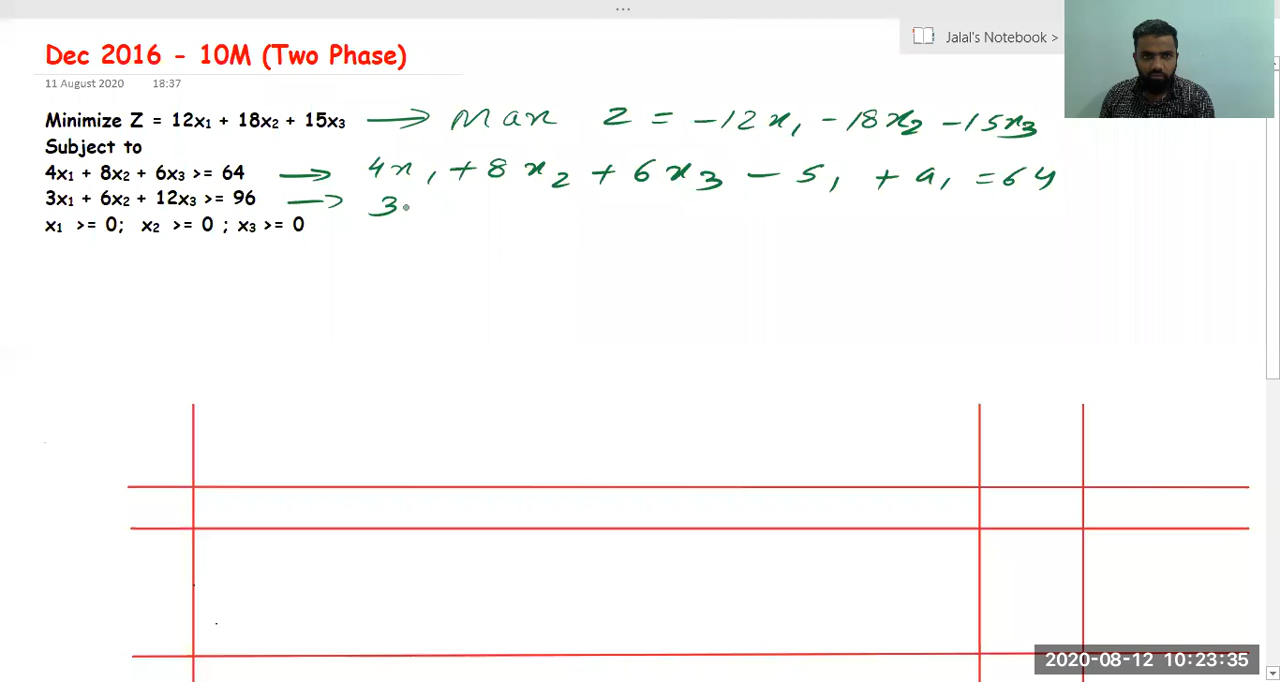 ...
Jalal's Notebook >
Dec 2016 - 10M (Two Phase)
11 August 2020 18:37
Minimize Z = 12x₁ + 18x₂ + 15x₃ → Max Z = -12x₁ - 18x₂ - 15x₃
Subject to
4x₁ + 8x₂ + 6x₃ >= 64 → 4x₁ + 8x₂ + 6x₃ - S₁ + a₁ = 64
3x₁ + 6x₂ + 12x₃ >= 96 → 3
x₁ >= 0; x₂ >= 0 ; x₃ >= 0
2020-08-12 10:23:35